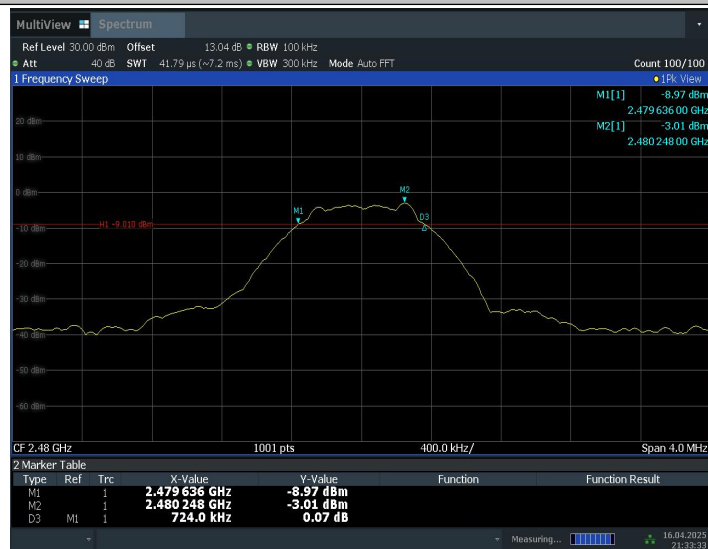 MultiView Spectrum
Ref Level 30.00 dBm Offset 13.04 dB RBW 100 kHz
Att 40 dB SWT 41.79 µs (~7.2 ms) VBW 300 kHz Mode Auto FFT Count 100/100
1 Frequency Sweep 1Pk View
M1[1] -8.97 dBm
2.479 636 00 GHz
M2[1] -3.01 dBm
2.480 248 00 GHz
20 dBm
10 dBm
0 dBm
M2
M1
D3
H1 -9.010 dBm
-10 dBm
-20 dBm
-30 dBm
-40 dBm
-50 dBm
-60 dBm
CF 2.48 GHz 1001 pts 400.0 kHz/ Span 4.0 MHz
2 Marker Table
Type Ref Trc X-Value Y-Value Function Function Result
M1 1 2.479 636 GHz -8.97 dBm
M2 1 2.480 248 GHz -3.01 dBm
D3 M1 1 724.0 kHz 0.07 dB
Measuring... 16.04.2025
21:33:33